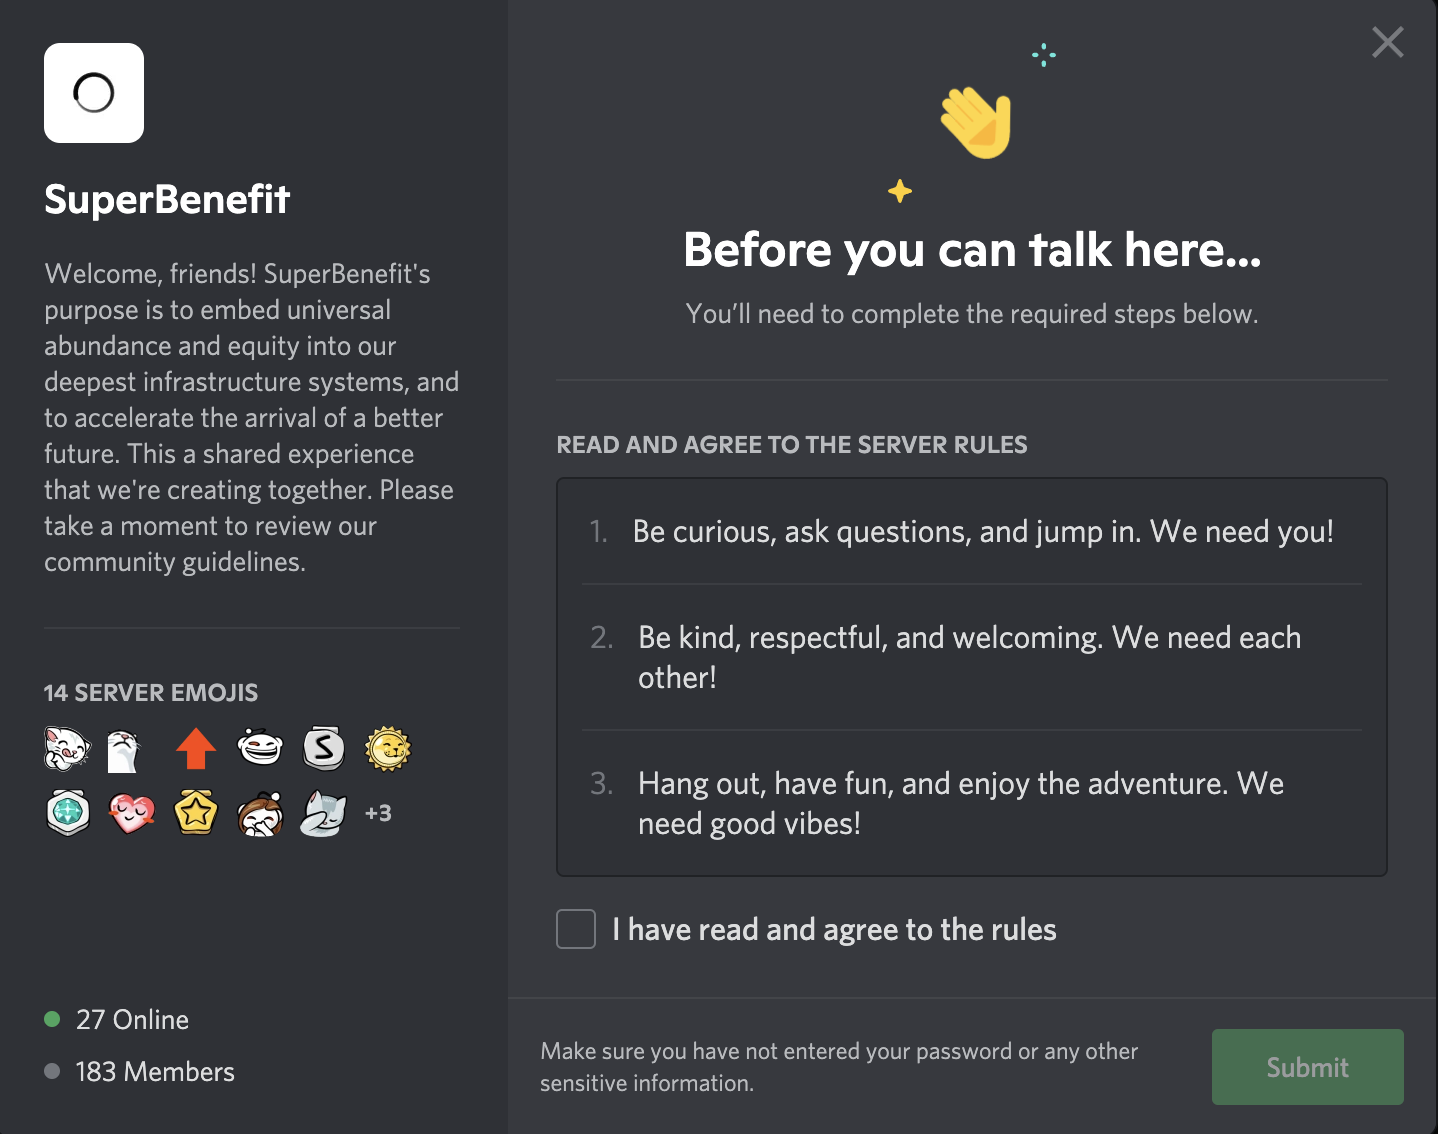 SuperBenefit
Welcome, friends! SuperBenefit's
purpose is to embed universal
abundance and equity into our
deepest infrastructure systems, and
to accelerate the arrival of a better
future. This a shared experience
that we're creating together. Please
take a moment to review our
community guidelines.
14 SERVER EMOJIS
S
+3
27 Online
183 Members
Before you can talk here...
You’ll need to complete the required steps below.
READ AND AGREE TO THE SERVER RULES
1. Be curious, ask questions, and jump in. We need you!
2. Be kind, respectful, and welcoming. We need each
other!
3. Hang out, have fun, and enjoy the adventure. We
need good vibes!
I have read and agree to the rules
Make sure you have not entered your password or any other
sensitive information.
Submit